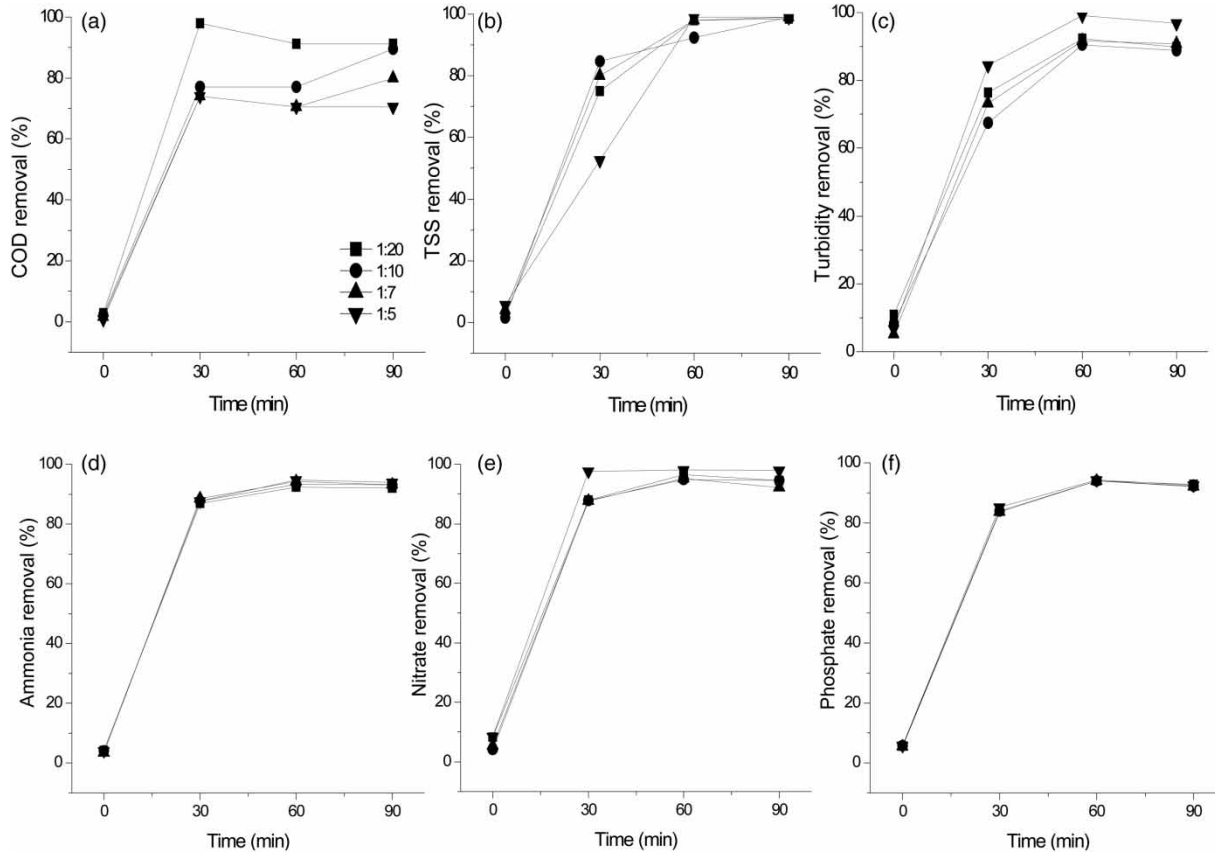 (a)
COD removal (%)
100
80
60
40
20
0
1:20
1:10
1:7
1:5
0 30 60 90
Time (min)
(b)
TSS removal (%)
100
80
60
40
20
0
0 30 60 90
Time (min)
(c)
Turbidity removal (%)
100
80
60
40
20
0
0 30 60 90
Time (min)
(d)
Ammonia removal (%)
100
80
60
40
20
0
0 30 60 90
Time (min)
(e)
Nitrate removal (%)
100
80
60
40
20
0
0 30 60 90
Time (min)
(f)
Phosphate removal (%)
100
80
60
40
20
0
0 30 60 90
Time (min)